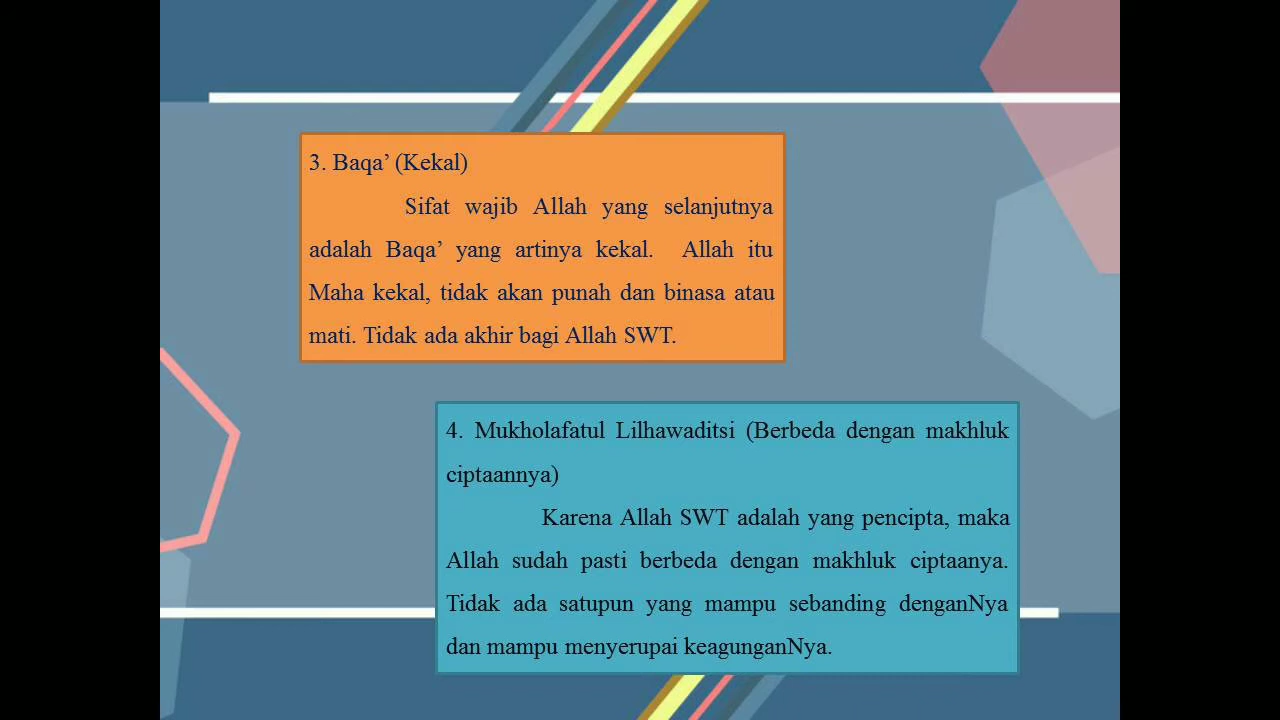 3. Baqa’ (Kekal)
Sifat wajib Allah yang selanjutnya
adalah Baqa’ yang artinya kekal. Allah itu
Maha kekal, tidak akan punah dan binasa atau
mati. Tidak ada akhir bagi Allah SWT.
4. Mukholafatul Lilhawaditsi (Berbeda dengan makhluk
ciptaannya)
Karena Allah SWT adalah yang pencipta, maka
Allah sudah pasti berbeda dengan makhluk ciptaanya.
Tidak ada satupun yang mampu sebanding denganNya
dan mampu menyerupai keagunganNya.